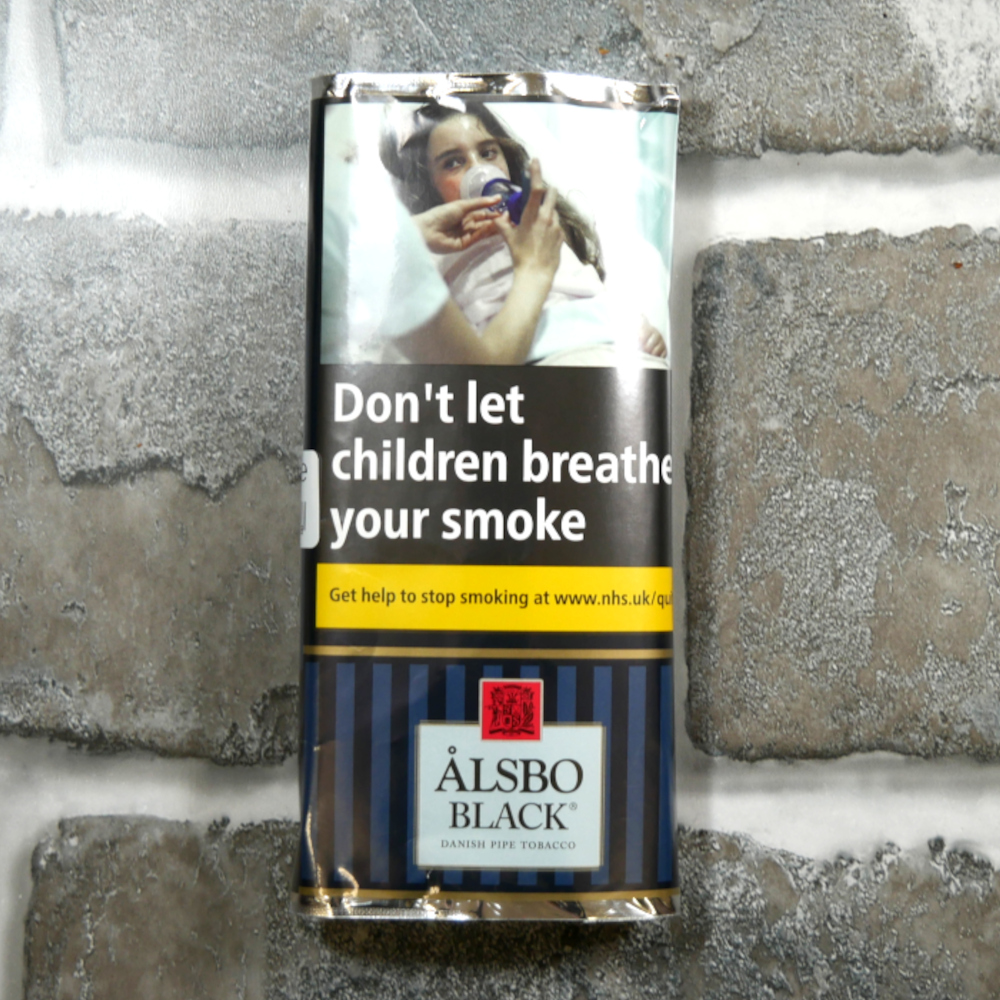 Don't let
children breathe
your smoke
Get help to stop smoking at www.nhs.uk/qu
ÅLSBO
BLACK®
DANISH PIPE TOBACCO